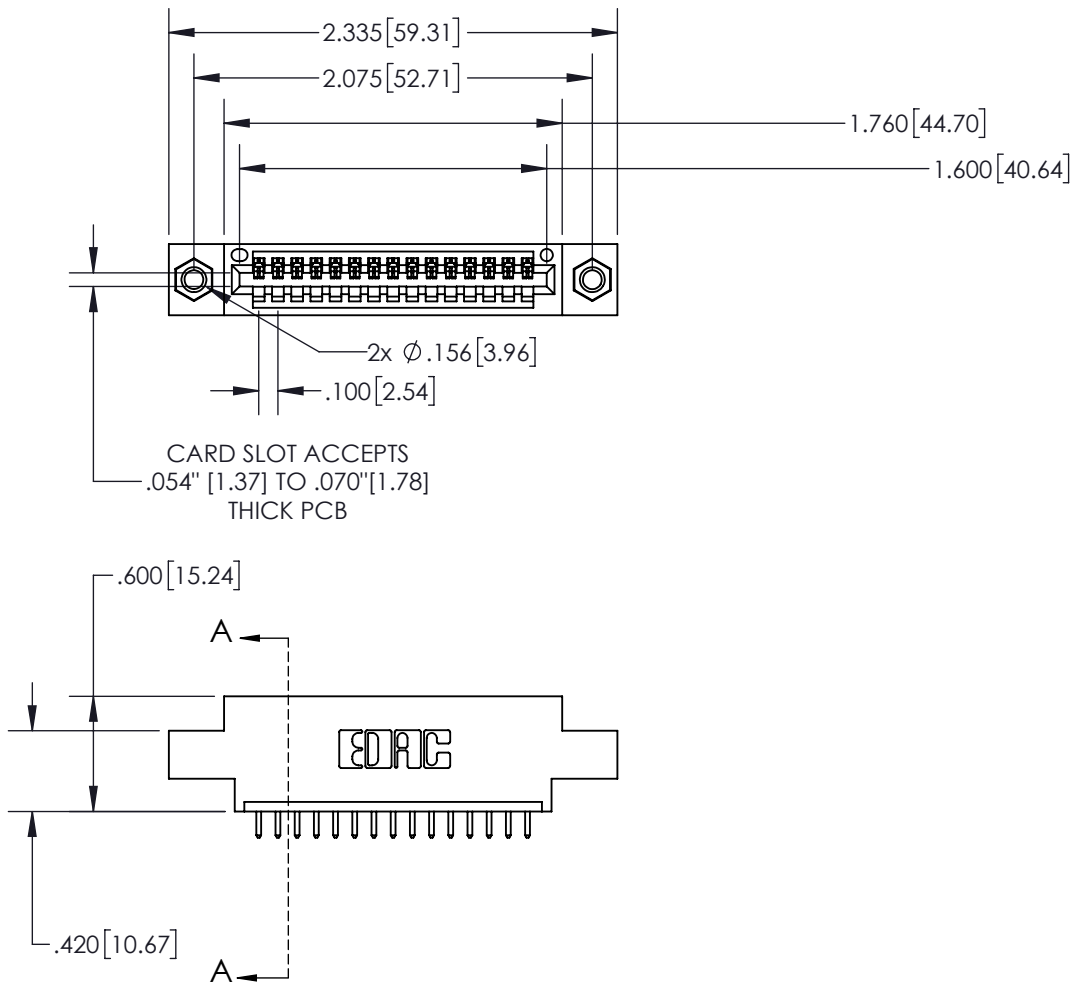 2.335[59.31]
2.075[52.71]
1.760[44.70]
1.600[40.64]
2x Ø.156[3.96]
.100[2.54]
CARD SLOT ACCEPTS
.054" [1.37] TO .070"[1.78]
THICK PCB
.600[15.24]
A
EDAC
.420[10.67]
A